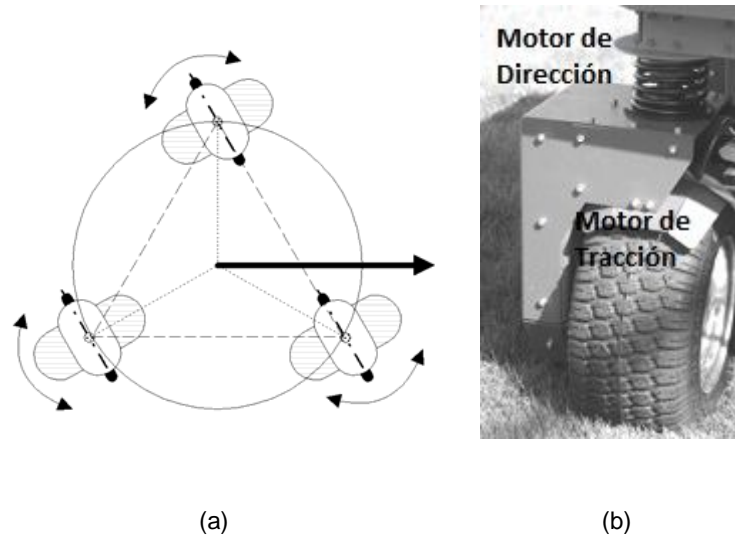 Motor de
Dirección
Motor de
Tracción
(a)
(b)